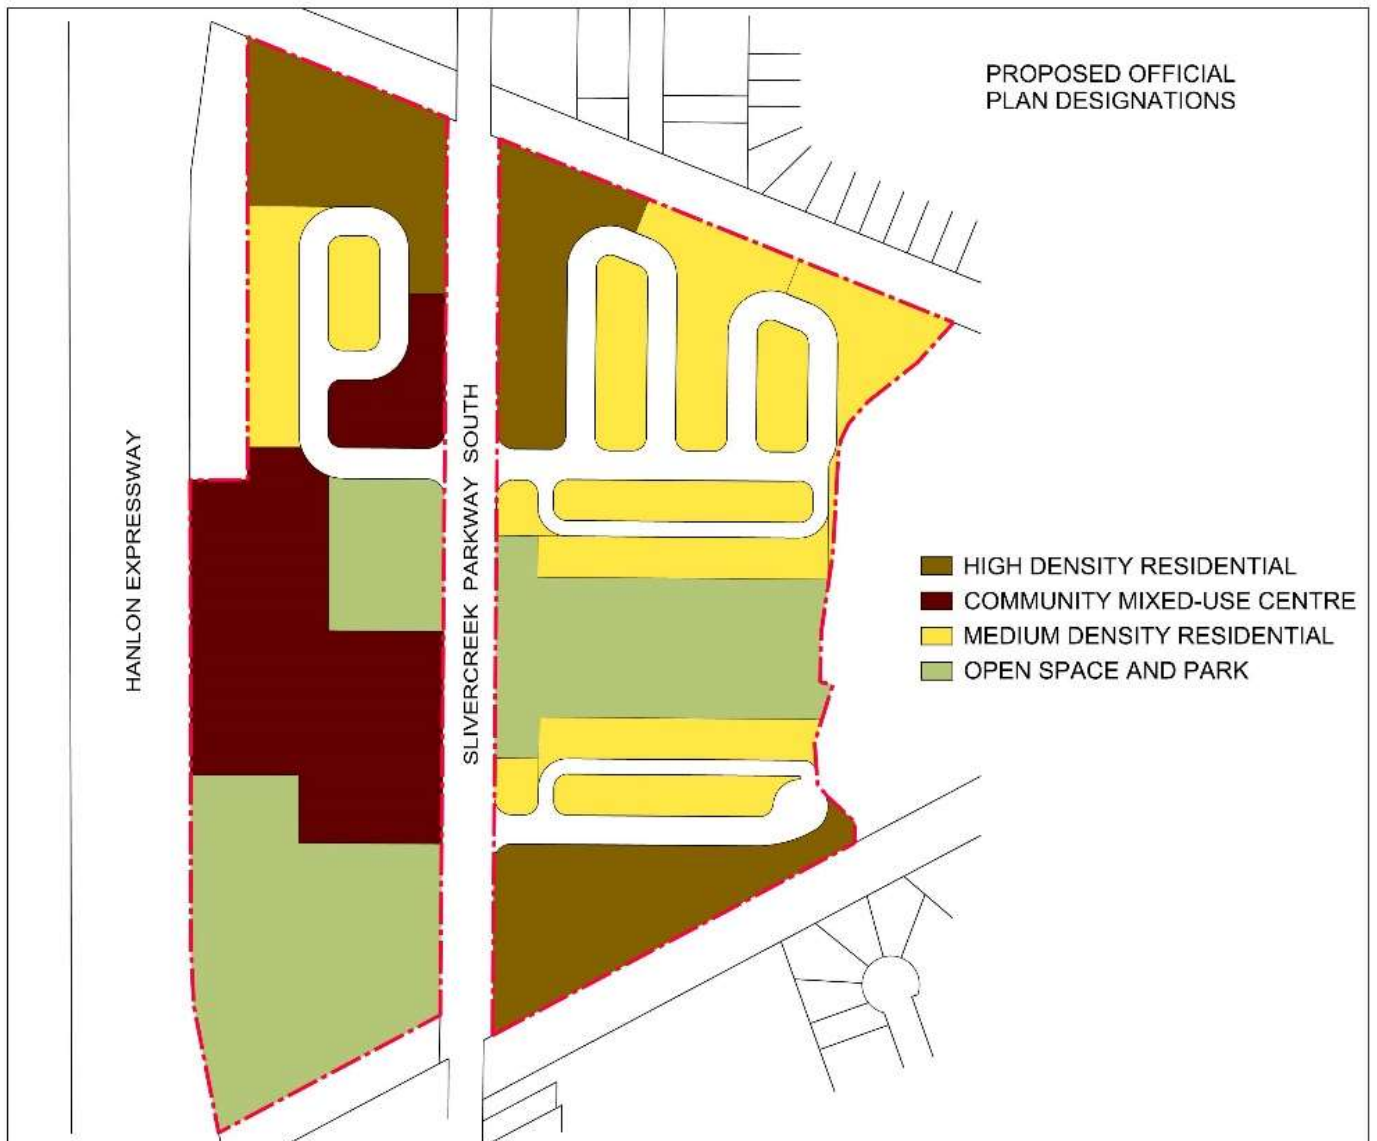 PROPOSED OFFICIAL
PLAN DESIGNATIONS
HANLON EXPRESSWAY
SLIVERCREEK PARKWAY SOUTH
HIGH DENSITY RESIDENTIAL
COMMUNITY MIXED-USE CENTRE
MEDIUM DENSITY RESIDENTIAL
OPEN SPACE AND PARK